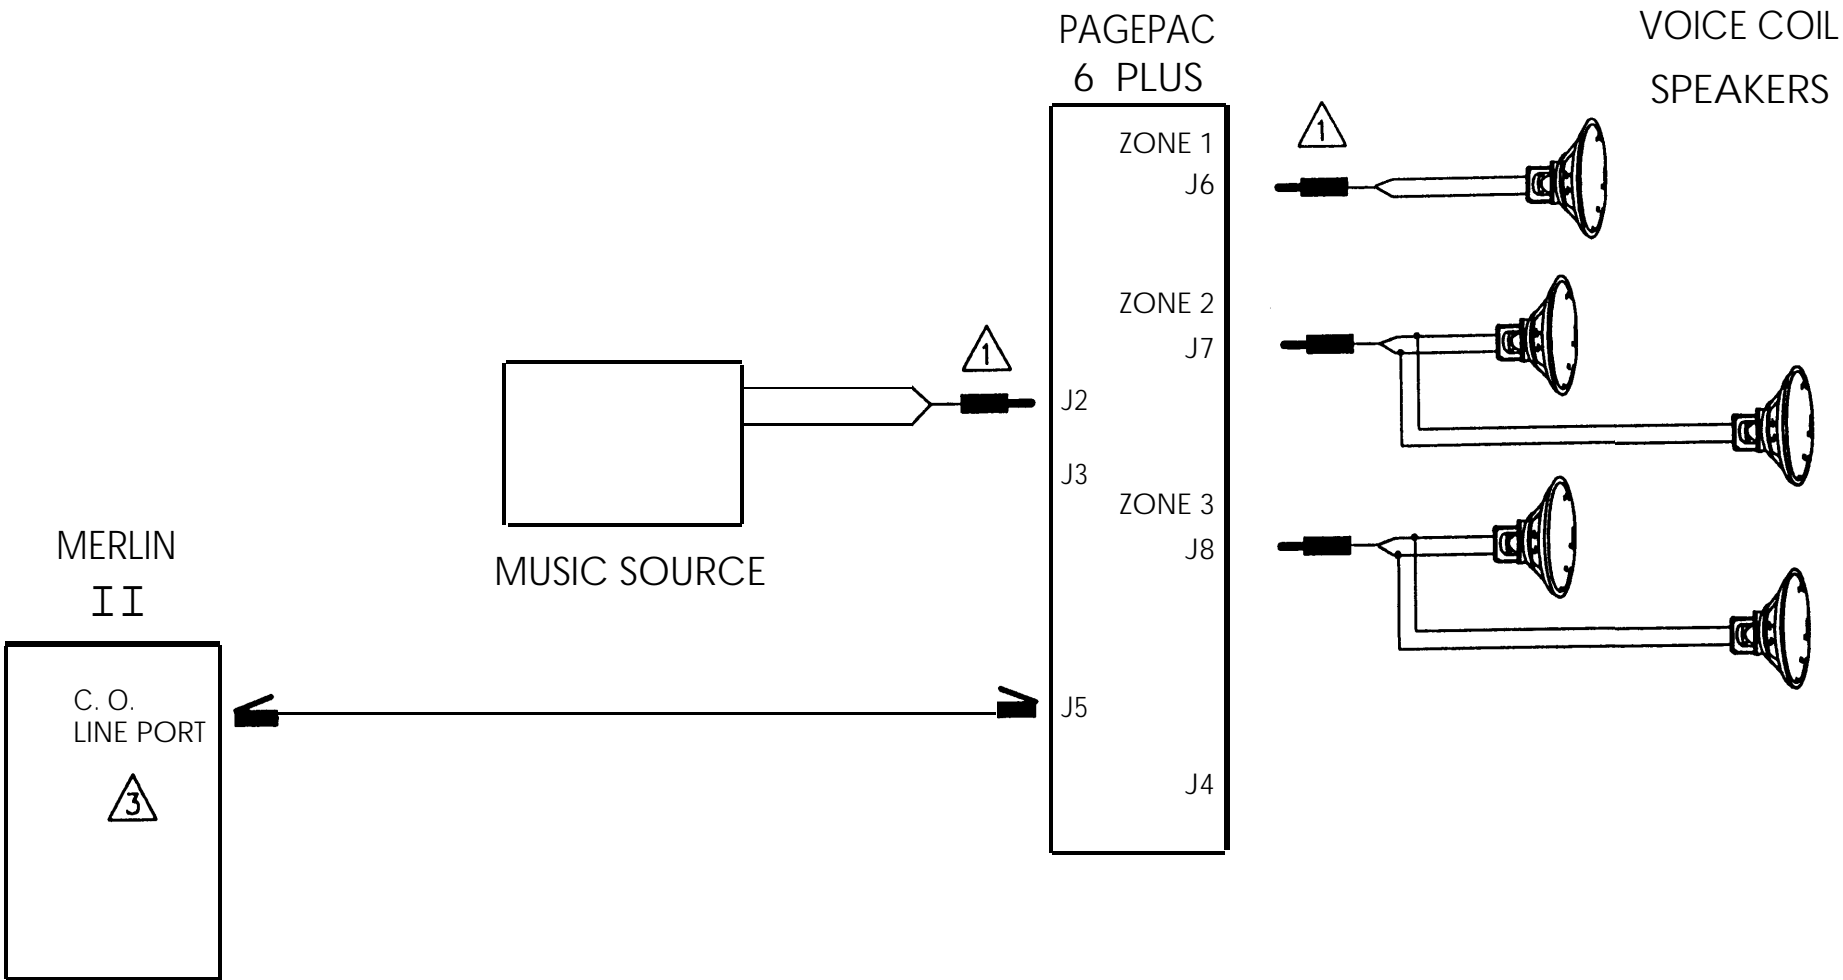 PAGEPAC
6 PLUS
VOICE COIL
SPEAKERS
ZONE 1
J6
1
ZONE 2
J7
1
J2
J3
ZONE 3
J8
MUSIC SOURCE
MERLIN
II
C. O.
LINE PORT
3
J5
J4